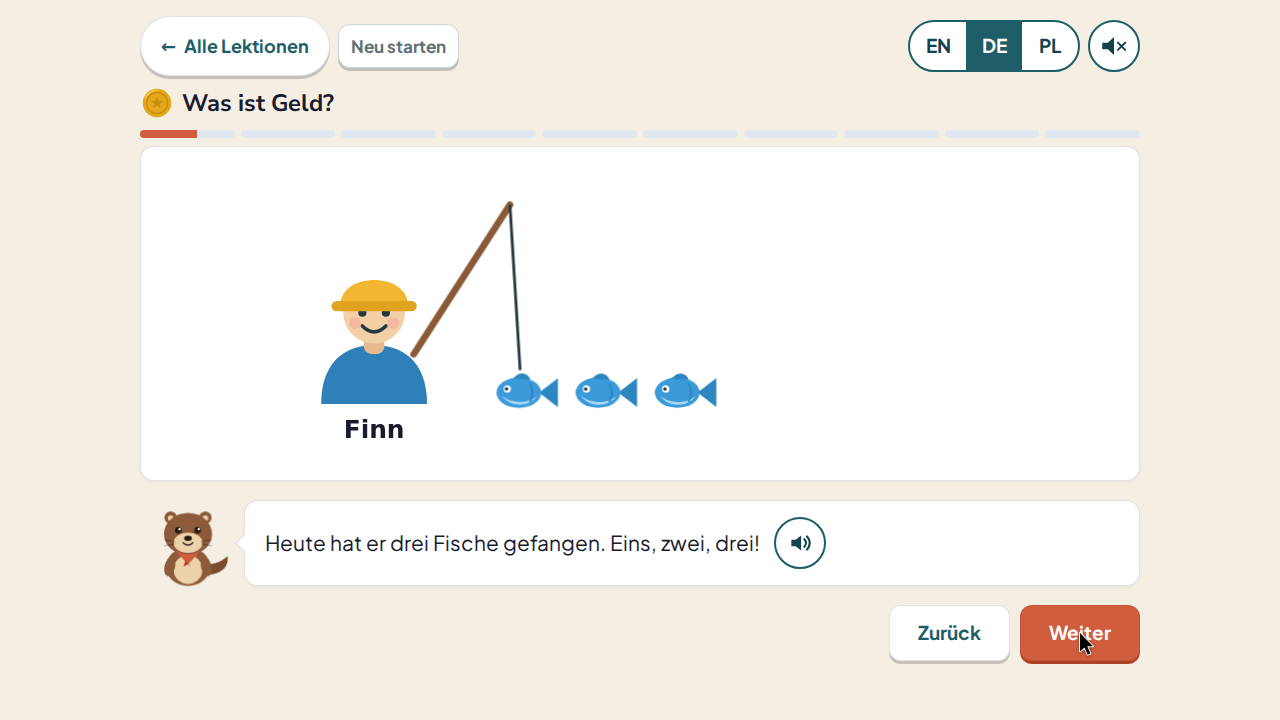 ← Alle Lektionen
Neu starten
EN DE PL
Was ist Geld?
Finn
Heute hat er drei Fische gefangen. Eins, zwei, drei!
Zurück
Weiter